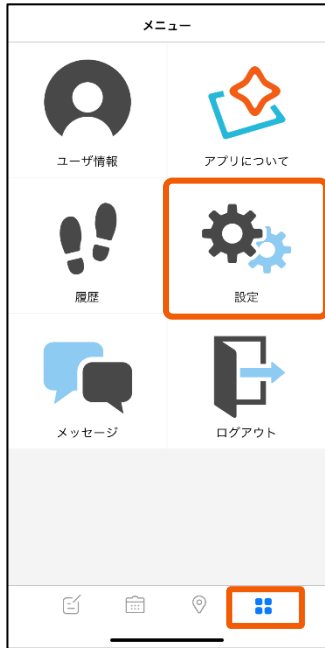 メニュー
ユーザ情報
アプリについて
履歴
設定
メッセージ
ログアウト